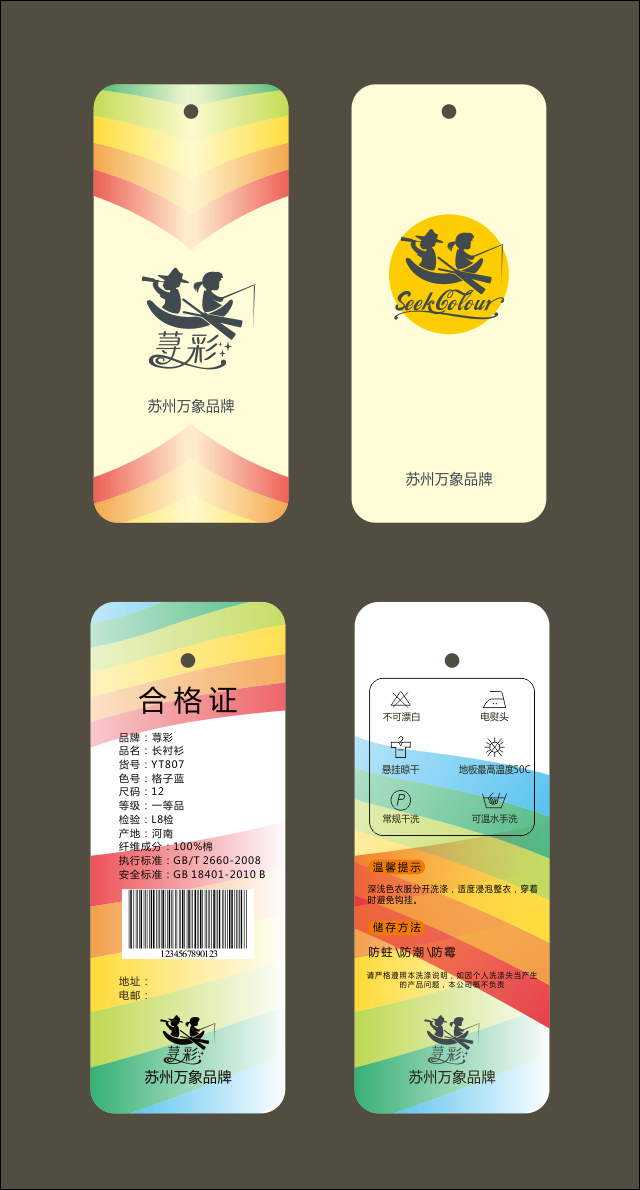 荨彩
苏州万象品牌
SeekColour
苏州万象品牌
合格证
品牌：荨彩
品名：长衬衫
货号：YT807
色号：格子蓝
尺码：12
等级：一等品
检验：L8检
产地：河南
纤维成分：100%棉
执行标准：GB/T 2660-2008
安全标准：GB 18401-2010 B
1234567890123
地址：
电邮：
荨彩
苏州万象品牌
不可漂白
电熨头
悬挂晾干
地板最高温度50C
P
常规干洗
可温水手洗
温馨提示
深浅色衣服分开洗涤，适度浸泡整衣，穿着
时避免钩挂。
储存方法
防蛀\防潮\防霉
请严格遵照本洗涤说明，如因个人洗涤失当产生
的产品问题，本公司概不负责
荨彩
苏州万象品牌